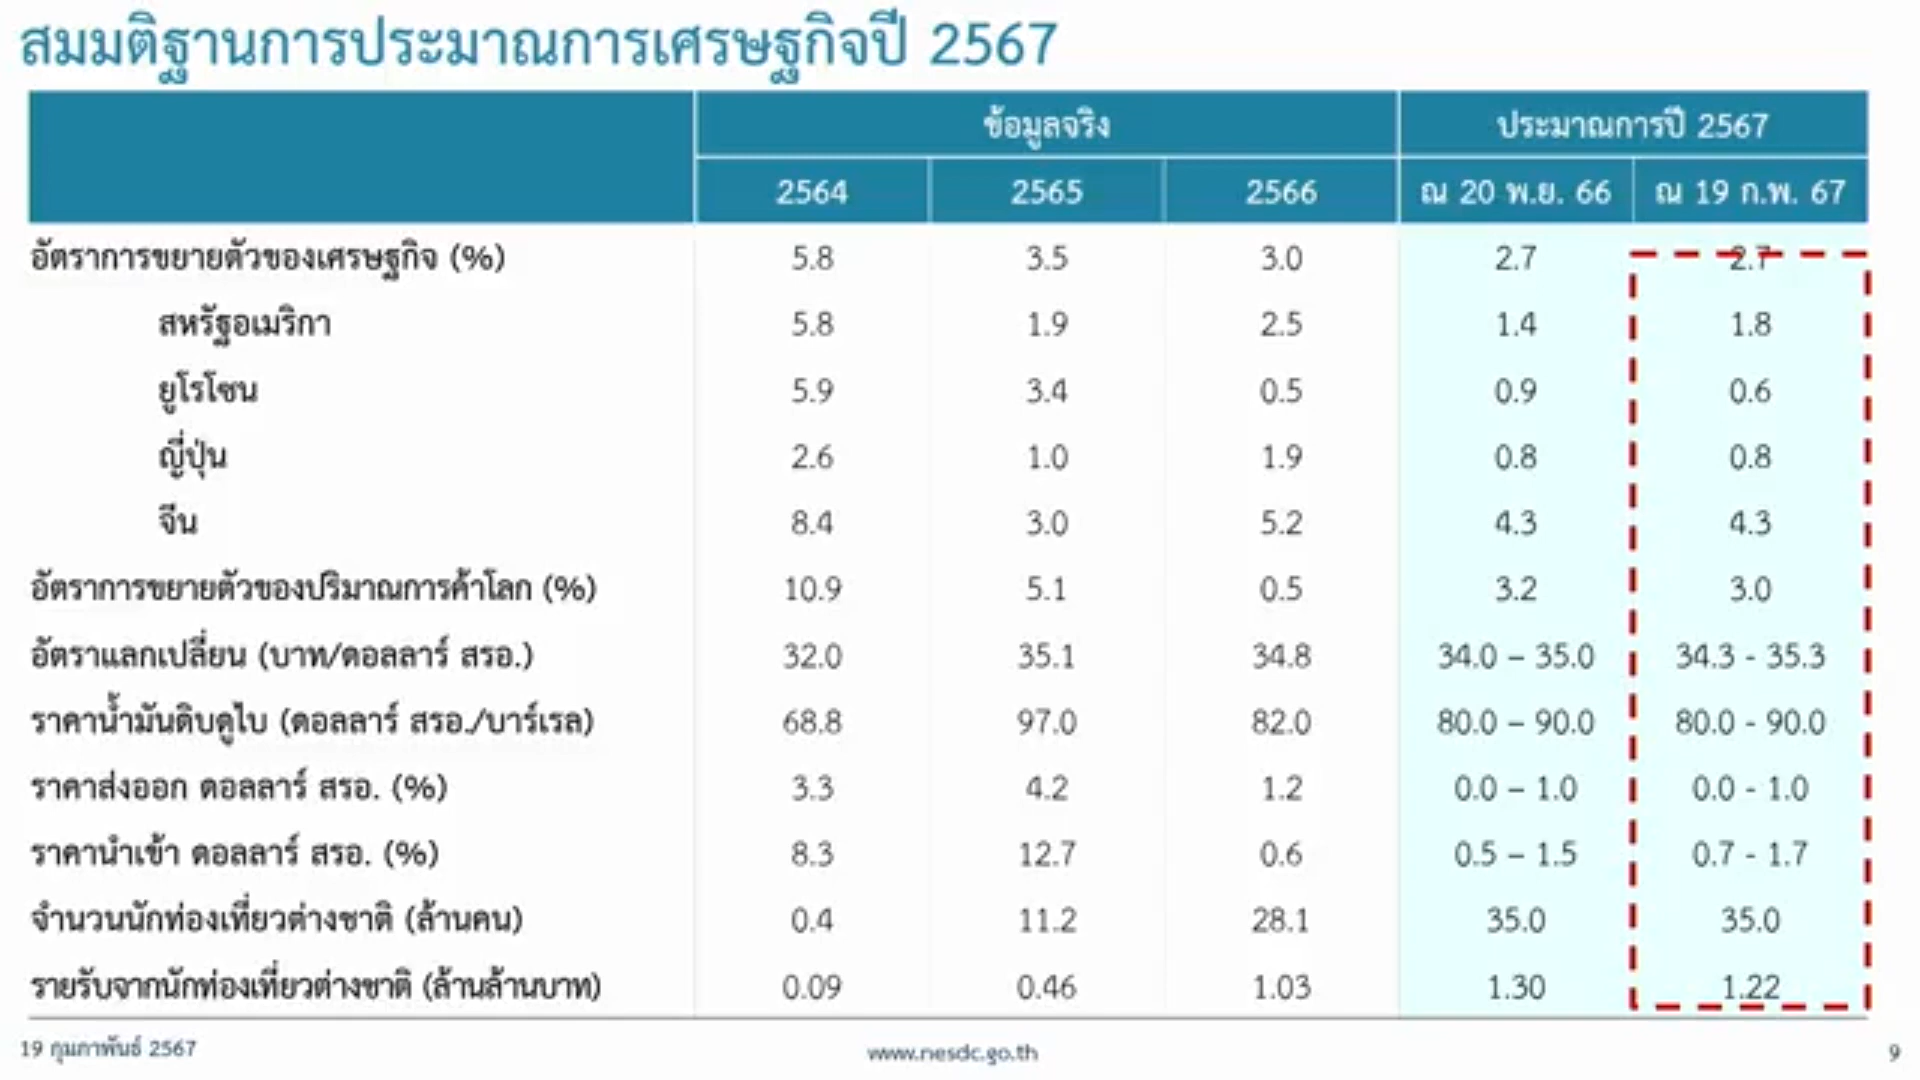 สมมติฐานการประมาณการเศรษฐกิจปี 2567
ข้อมูลจริง ประมาณการปี 2567
2564 2565 2566 ณ 20 พ.ย. 66 ณ 19 ก.พ. 67
อัตราการขยายตัวของเศรษฐกิจ (%) 5.8 3.5 3.0 2.7 2.7
สหรัฐอเมริกา 5.8 1.9 2.5 1.4 1.8
ยูโรโซน 5.9 3.4 0.5 0.9 0.6
ญี่ปุ่น 2.6 1.0 1.9 0.8 0.8
จีน 8.4 3.0 5.2 4.3 4.3
อัตราการขยายตัวของปริมาณการค้าโลก (%) 10.9 5.1 0.5 3.2 3.0
อัตราแลกเปลี่ยน (บาท/ดอลลาร์ สรอ.) 32.0 35.1 34.8 34.0 – 35.0 34.3 - 35.3
ราคาน้ำมันดิบดูไบ (ดอลลาร์ สรอ./บาร์เรล) 68.8 97.0 82.0 80.0 – 90.0 80.0 - 90.0
ราคาส่งออก ดอลลาร์ สรอ. (%) 3.3 4.2 1.2 0.0 – 1.0 0.0 - 1.0
ราคานำเข้า ดอลลาร์ สรอ. (%) 8.3 12.7 0.6 0.5 – 1.5 0.7 - 1.7
จำนวนนักท่องเที่ยวต่างชาติ (ล้านคน) 0.4 11.2 28.1 35.0 35.0
รายรับจากนักท่องเที่ยวต่างชาติ (ล้านล้านบาท) 0.09 0.46 1.03 1.30 1.22
19 กุมภาพันธ์ 2567 www.nesdc.go.th 9